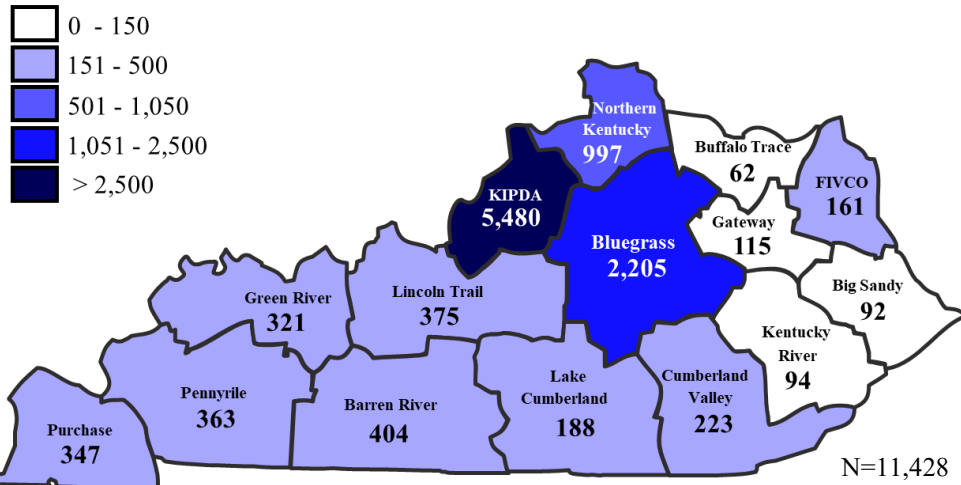 0 - 150
151 - 500
501 - 1,050
1,051 - 2,500
> 2,500
Northern
Kentucky
997
Buffalo Trace
62
FIVCO
161
KIPDA
5,480
Gateway
115
Bluegrass
2,205
Big Sandy
92
Green River
321
Lincoln Trail
375
Kentucky
River
94
Pennyrile
363
Barren River
404
Lake
Cumberland
188
Cumberland
Valley
223
Purchase
347
N=11,428